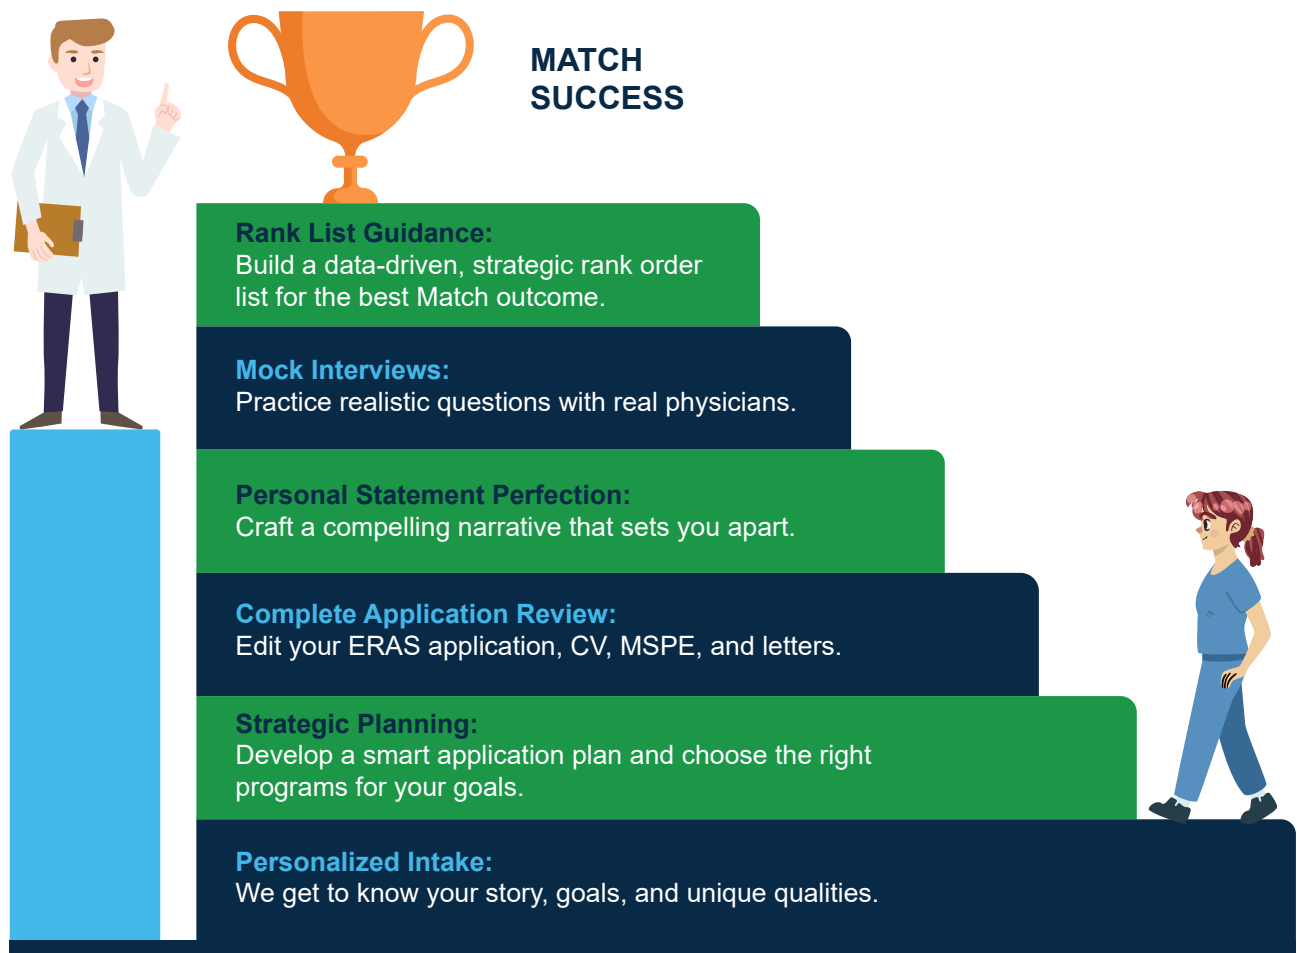 MATCH
SUCCESS
Rank List Guidance:
Build a data-driven, strategic rank order
list for the best Match outcome.
Mock Interviews:
Practice realistic questions with real physicians.
Personal Statement Perfection:
Craft a compelling narrative that sets you apart.
Complete Application Review:
Edit your ERAS application, CV, MSPE, and letters.
Strategic Planning:
Develop a smart application plan and choose the right
programs for your goals.
Personalized Intake:
We get to know your story, goals, and unique qualities.